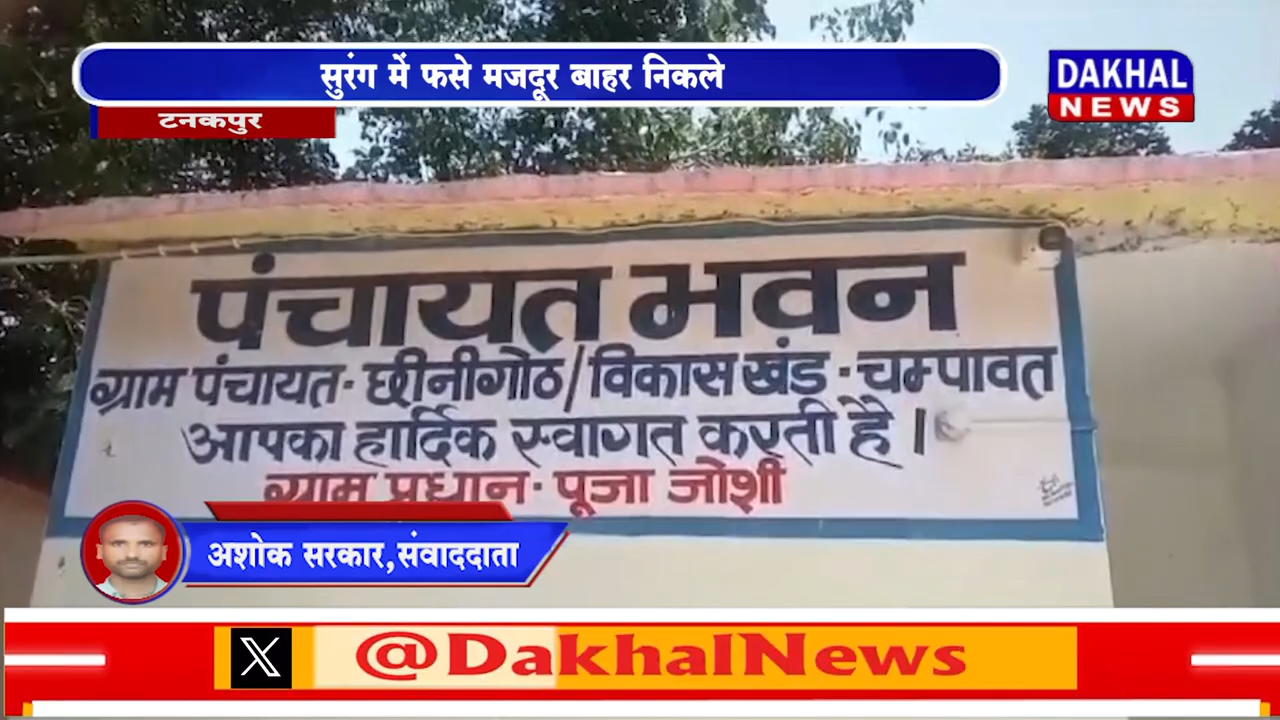 सुरंग में फसे मजदूर बाहर निकले
DAKHAL
NEWS
टनकपुर
पंचायत भवन
ग्राम पंचायत - छीनीगोठ / विकास खंड - चम्पावत
आपका हार्दिक स्वागत करती है ।
ग्राम प्रधान - पूजा जोशी
अशोक सरकार,संवाददाता
X @DakhalNews